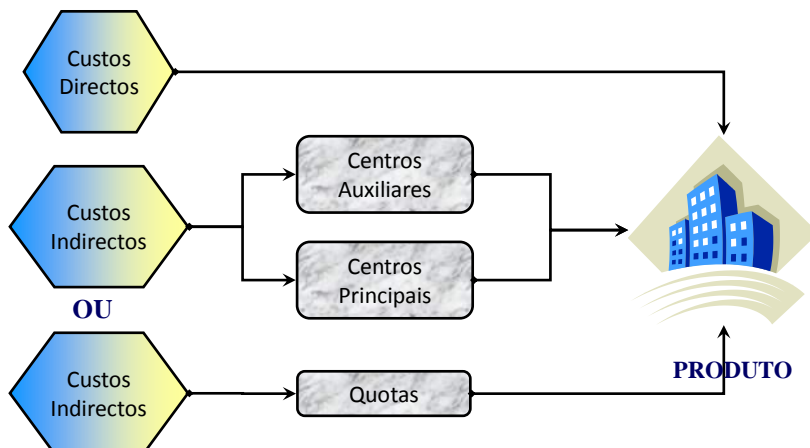 Custos
Directos
Centros
Auxiliares
Custos
Indirectos
Centros
Principais
OU
PRODUTO
Custos
Indirectos
Quotas